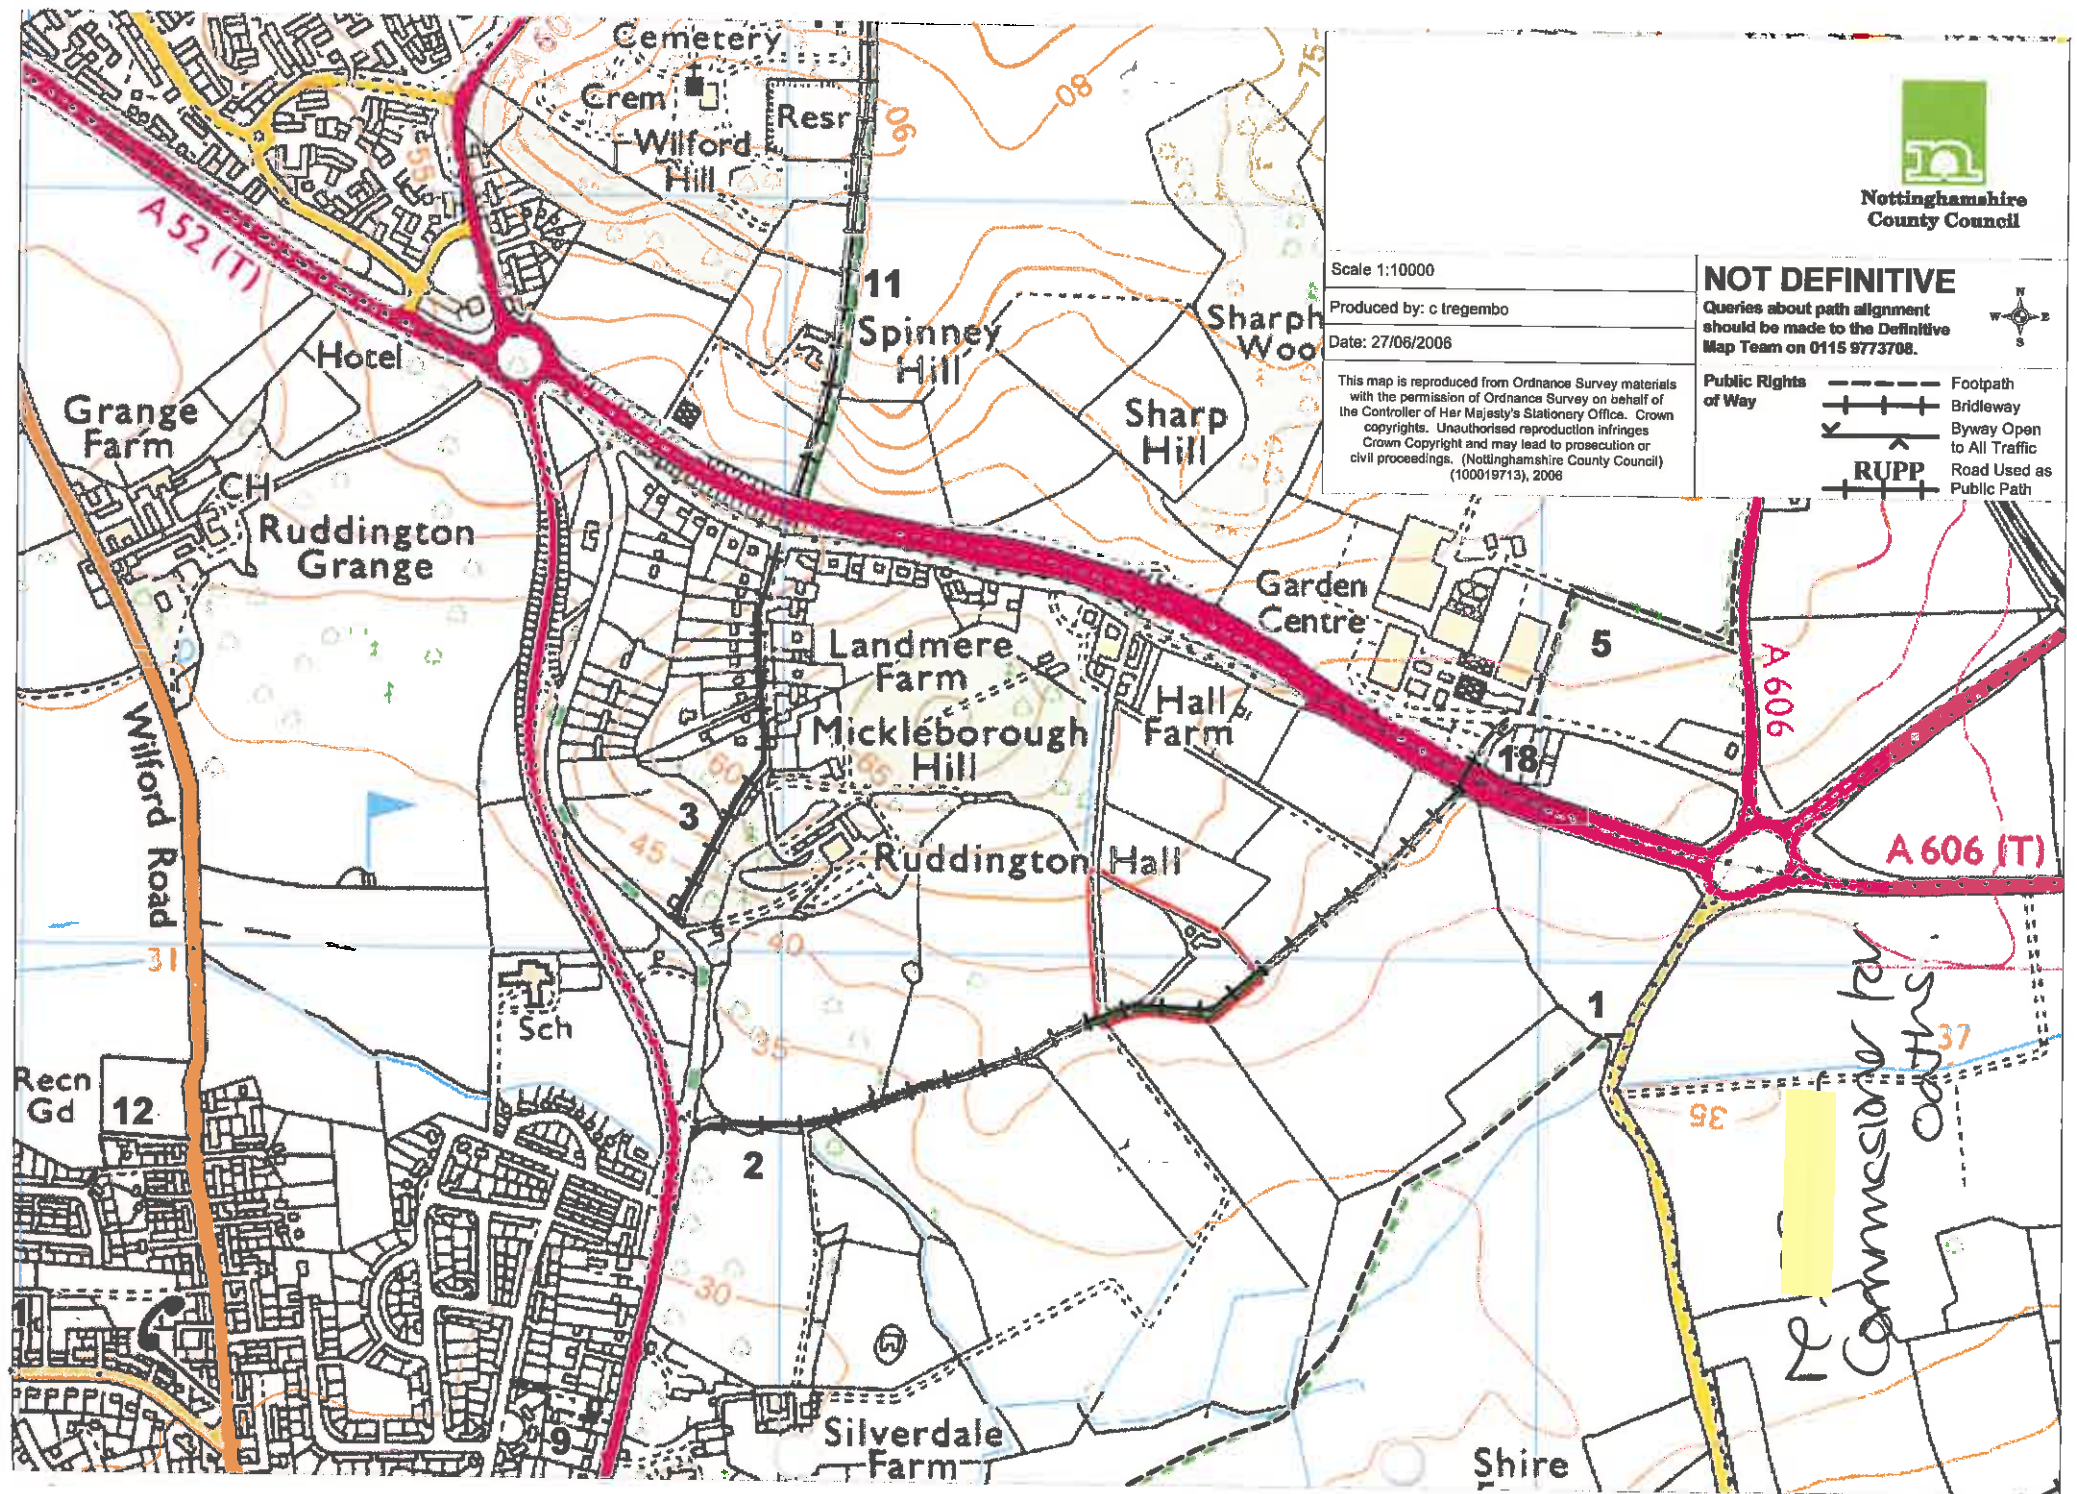 Cemetery
Crem
Resr
Wilford
Hill
A 60
55
90
80
75
A 52 (T)
Hotel
11
Spinney
Hill
Sharp
Hill
Sharph
Woo
Grange
Farm
CH
Ruddington
Grange
Garden
Centre
5
A 606
Landmere
Farm
Hall
Farm
Mickleborough
Hill
60
65
18
Wilford Road
3
45
Ruddington Hall
A 606 (T)
31
40
Sch
35
1
37
35
Recn
Gd
12
2
30
9
Silverdale
Farm
Shire
Nottinghamshire
County Council
Scale 1:10000
Produced by: c tregembo
Date: 27/06/2006
This map is reproduced from Ordnance Survey materials
with the permission of Ordnance Survey on behalf of
the Controller of Her Majesty's Stationery Office. Crown
copyrights. Unauthorised reproduction infringes
Crown Copyright and may lead to prosecution or
civil proceedings. (Nottinghamshire County Council)
(100019713), 2006
NOT DEFINITIVE
Queries about path alignment
should be made to the Definitive
Map Team on 0115 9773708.
N
W E
S
Public Rights
of Way
Footpath
Bridleway
Byway Open
to All Traffic
RUPP
Road Used as
Public Path
Commissioner for
oaths